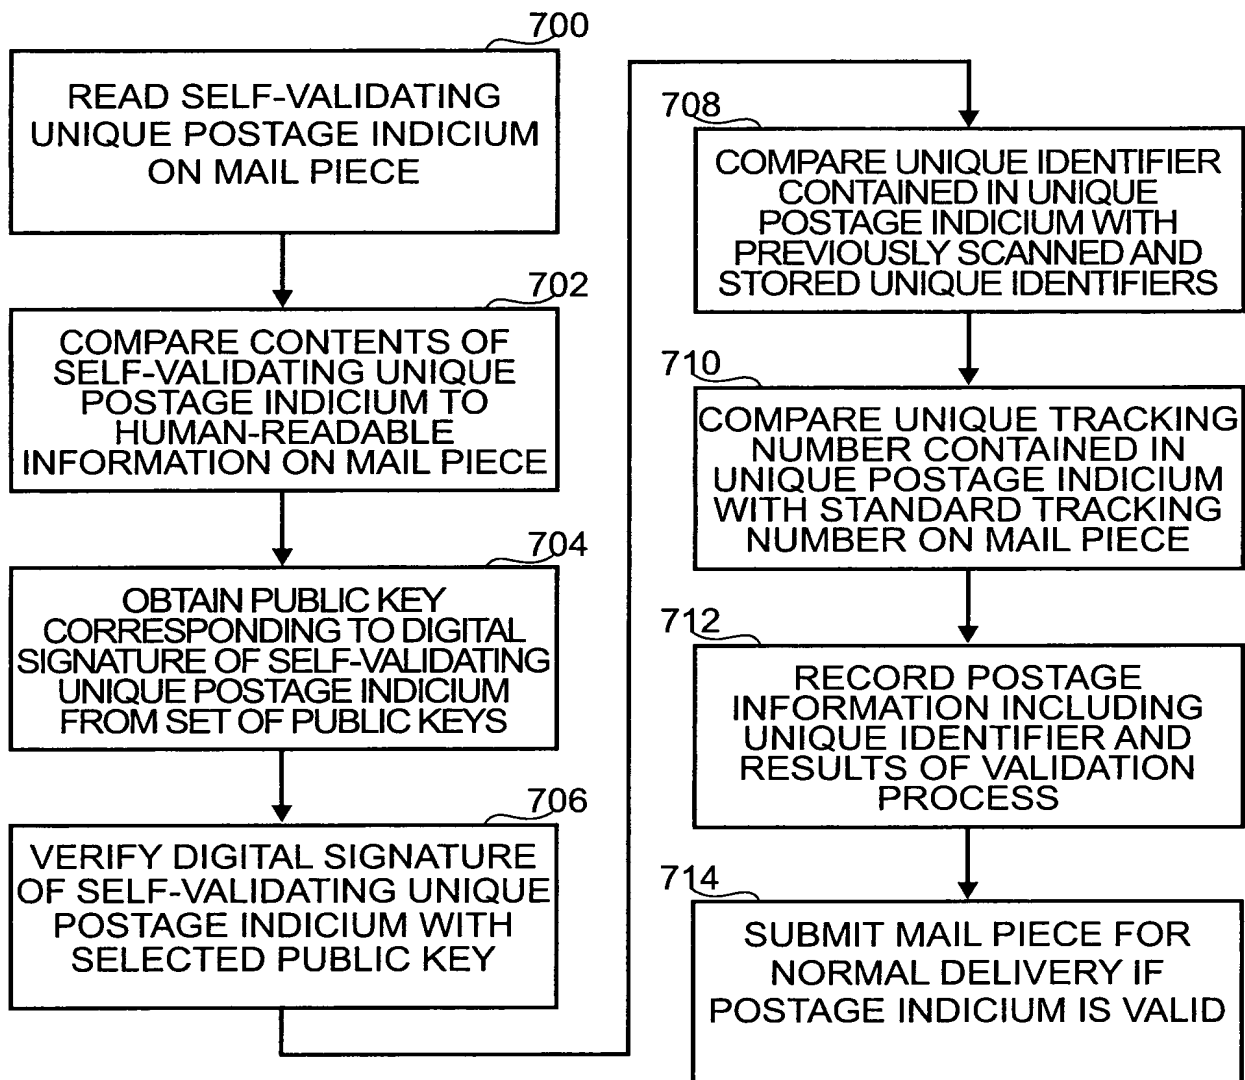 700
READ SELF-VALIDATING
UNIQUE POSTAGE INDICIUM
ON MAIL PIECE
702
COMPARE CONTENTS OF
SELF-VALIDATING UNIQUE
POSTAGE INDICIUM TO
HUMAN-READABLE
INFORMATION ON MAIL PIECE
704
OBTAIN PUBLIC KEY
CORRESPONDING TO DIGITAL
SIGNATURE OF SELF-VALIDATING
UNIQUE POSTAGE INDICIUM
FROM SET OF PUBLIC KEYS
706
VERIFY DIGITAL SIGNATURE
OF SELF-VALIDATING UNIQUE
POSTAGE INDICIUM WITH
SELECTED PUBLIC KEY
708
COMPARE UNIQUE IDENTIFIER
CONTAINED IN UNIQUE
POSTAGE INDICIUM WITH
PREVIOUSLY SCANNED AND
STORED UNIQUE IDENTIFIERS
710
COMPARE UNIQUE TRACKING
NUMBER CONTAINED IN
UNIQUE POSTAGE INDICIUM
WITH STANDARD TRACKING
NUMBER ON MAIL PIECE
712
RECORD POSTAGE
INFORMATION INCLUDING
UNIQUE IDENTIFIER AND
RESULTS OF VALIDATION
PROCESS
714
SUBMIT MAIL PIECE FOR
NORMAL DELIVERY IF
POSTAGE INDICIUM IS VALID